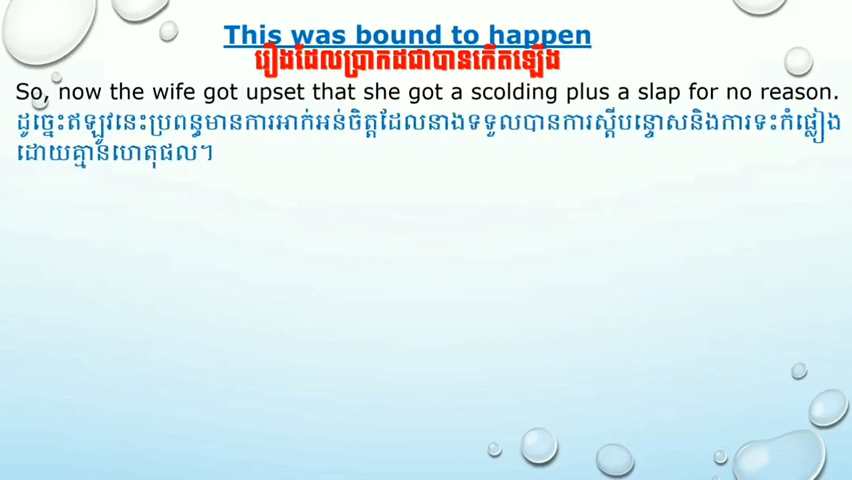 This was bound to happen
រឿងដែលប្រាកដជាបានកើតឡើង
So, now the wife got upset that she got a scolding plus a slap for no reason.
ដូច្នេះឥឡូវនេះប្រពន្ធមានការអាក់អន់ចិត្តដែលនាងទទួលបានការស្ដីបន្ទោសនិងការទះកំផ្លៀង
ដោយគ្មានហេតុផល។